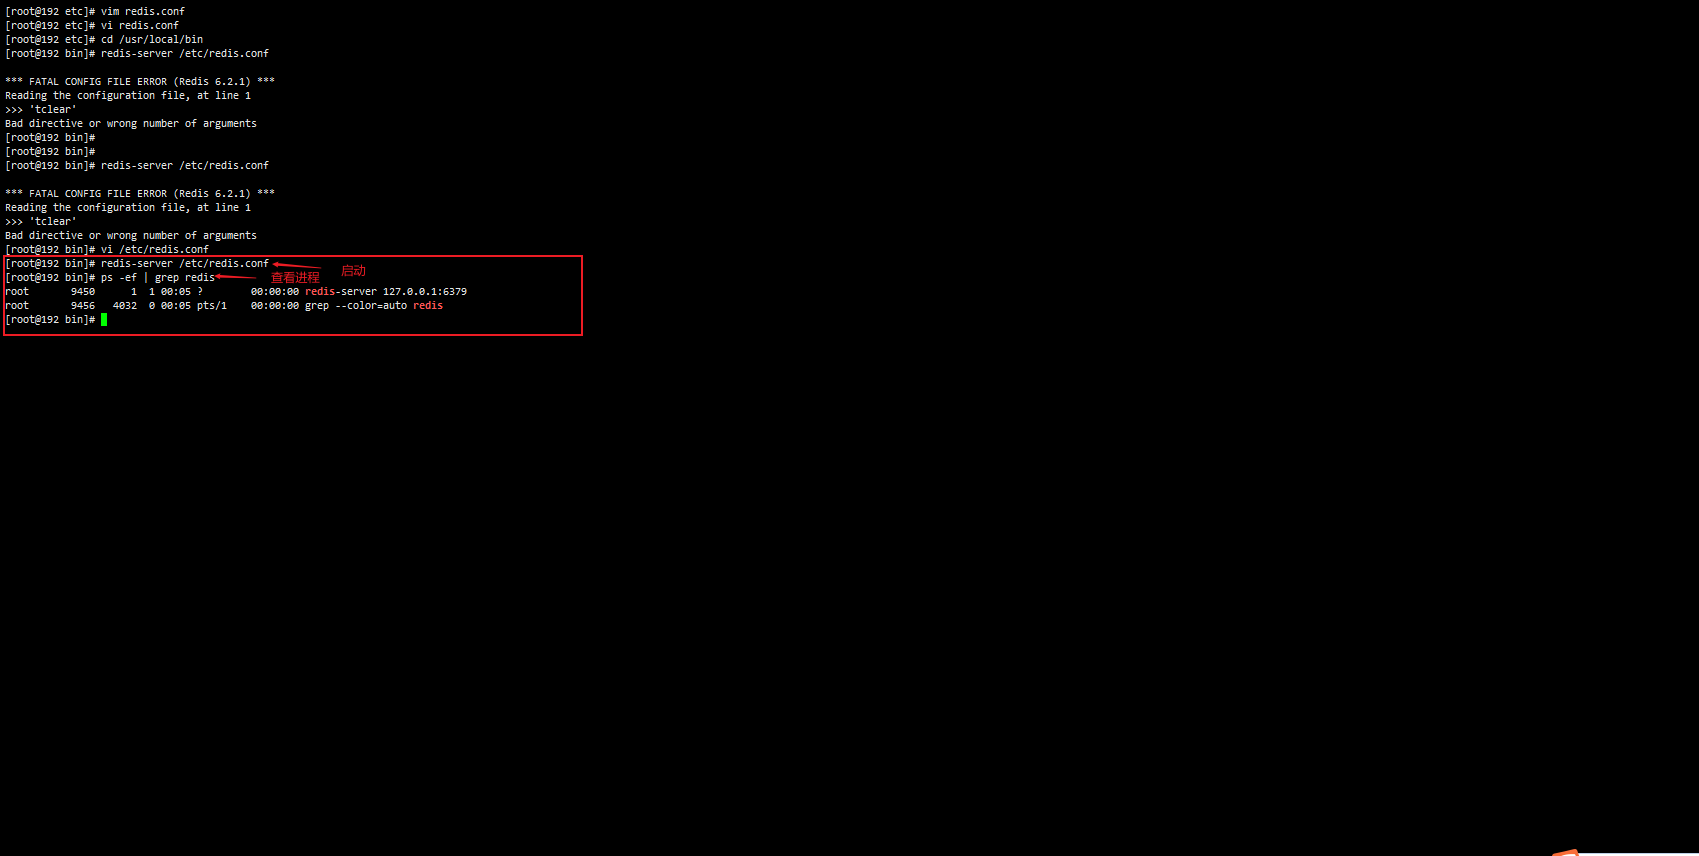 [root@192 etc]# vim redis.conf
[root@192 etc]# vi redis.conf
[root@192 etc]# cd /usr/local/bin
[root@192 bin]# redis-server /etc/redis.conf
*** FATAL CONFIG FILE ERROR (Redis 6.2.1) ***
Reading the configuration file, at line 1
>>> 'tclear'
Bad directive or wrong number of arguments
[root@192 bin]#
[root@192 bin]#
[root@192 bin]# redis-server /etc/redis.conf
*** FATAL CONFIG FILE ERROR (Redis 6.2.1) ***
Reading the configuration file, at line 1
>>> 'tclear'
Bad directive or wrong number of arguments
[root@192 bin]# vi /etc/redis.conf
[root@192 bin]# redis-server /etc/redis.conf 启动
[root@192 bin]# ps -ef | grep redis 查看进程
root       9450      1  1 00:05 ?        00:00:00 redis-server 127.0.0.1:6379
root       9456   4032  0 00:05 pts/1    00:00:00 grep --color=auto redis
[root@192 bin]#